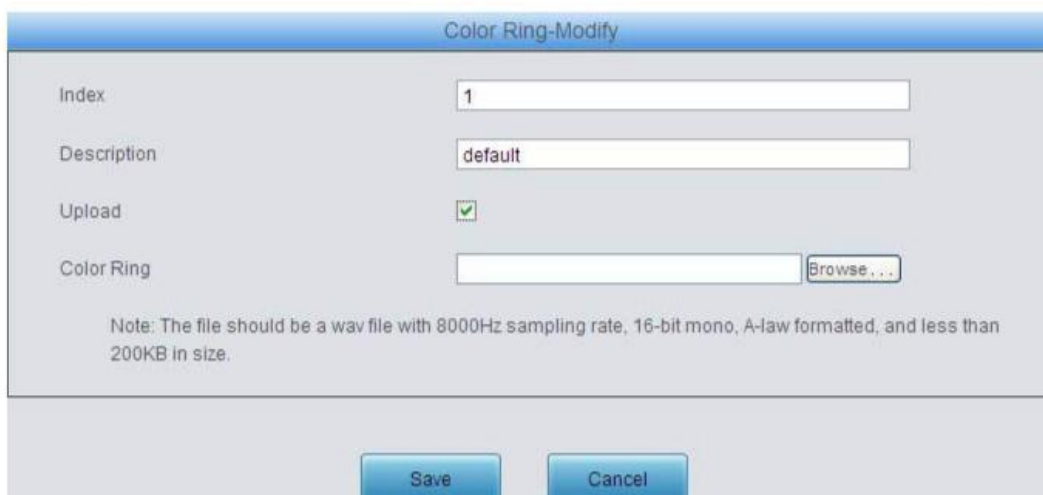 Color Ring-Modify
Index 1
Description default
Upload
Color Ring Browse...
Note: The file should be a wav file with 8000Hz sampling rate, 16-bit mono, A-law formatted, and less than
200KB in size.
Save Cancel